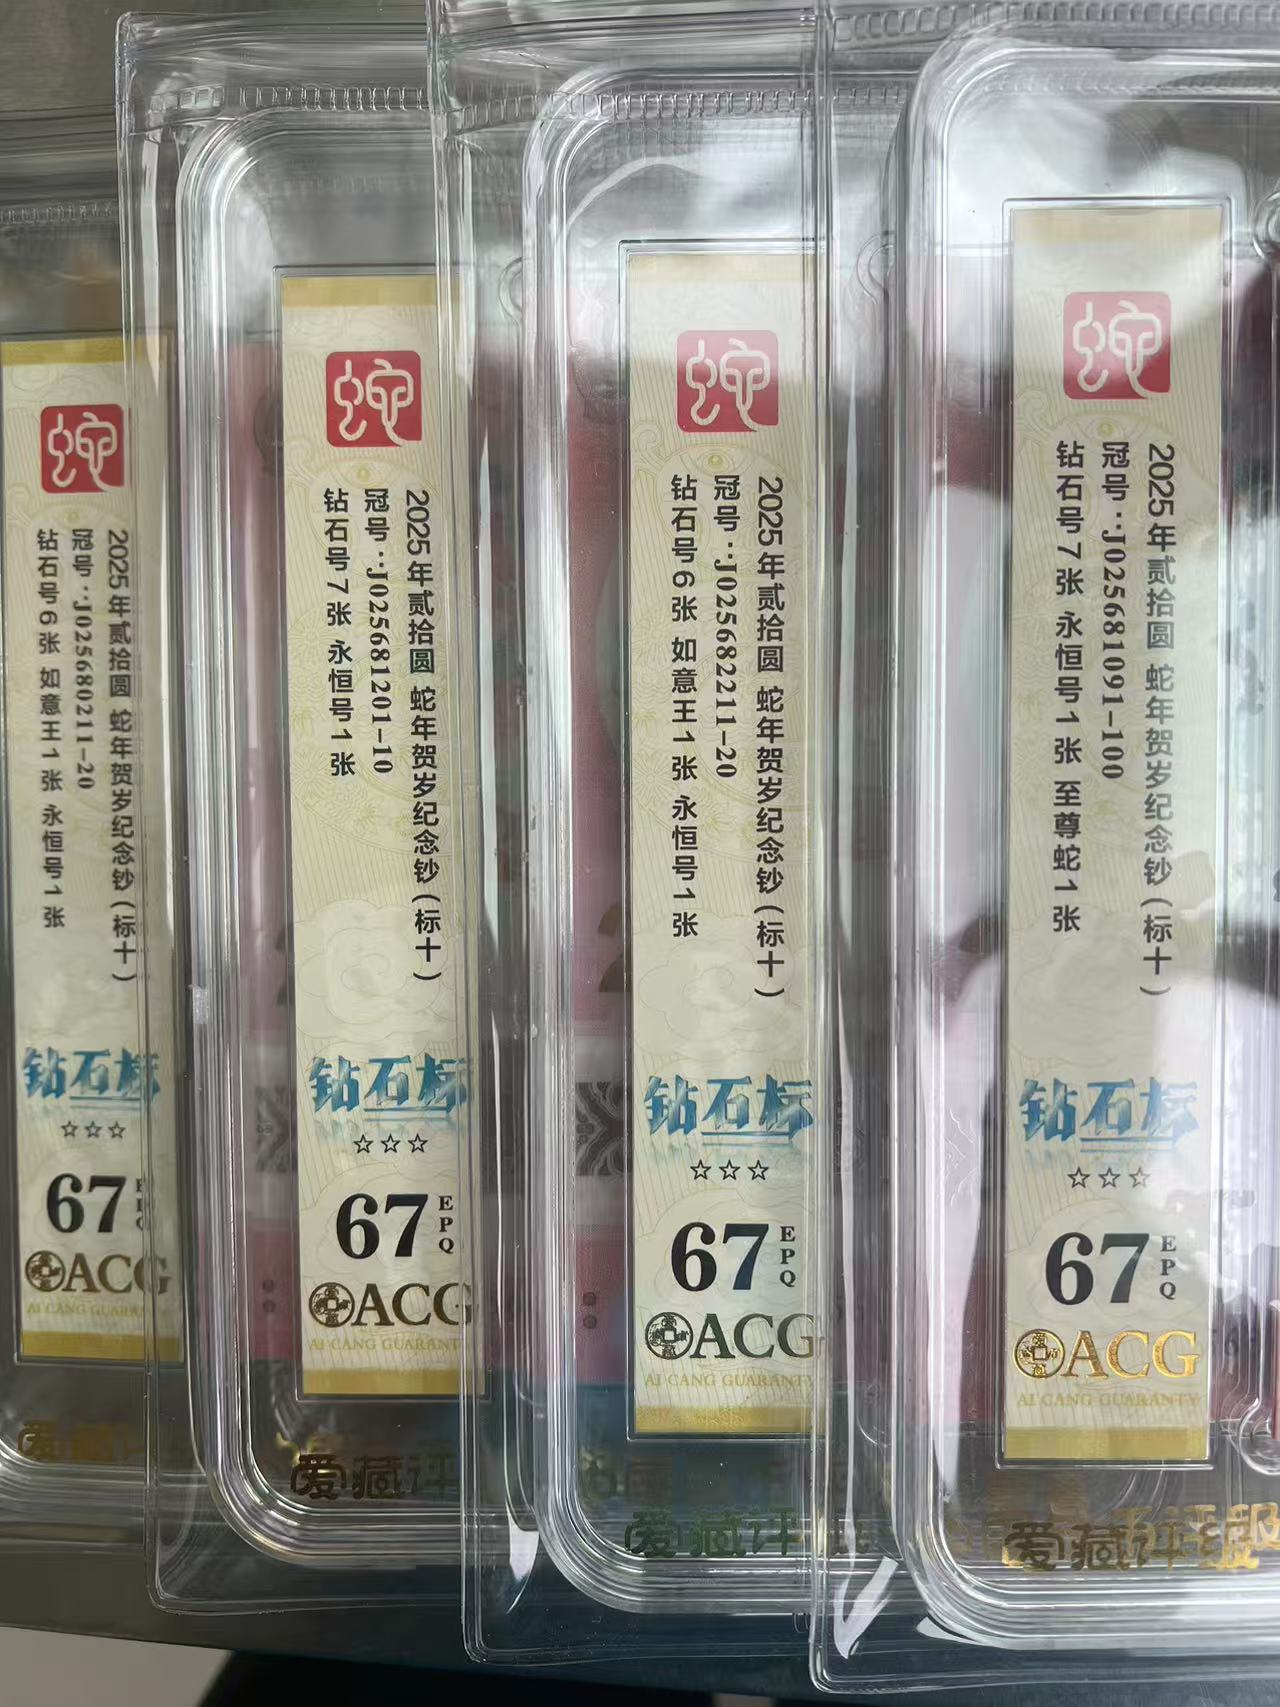 蛇
2025年贰拾圆 蛇年贺岁纪念钞（标十）
冠号：J025680211-20
钻石号6张 如意王1张 永恒号1张
钻石标
☆☆☆
67
EPQ
ACG
AI CANG GUARAN
爱藏
蛇
2025年贰拾圆 蛇年贺岁纪念钞（标十）
冠号：J025681201-10
钻石号7张 永恒号1张
钻石标
☆☆☆
67
EPQ
ACG
AI CANG GUARANT
爱藏评
蛇
2025年贰拾圆 蛇年贺岁纪念钞（标十）
冠号：J025682211-20
钻石号6张 如意王1张 永恒号1张
钻石标
☆☆☆
67
EPQ
ACG
AI CANG GUARANTY
爱藏评
蛇
2025年贰拾圆 蛇年贺岁纪念钞（标十）
冠号：J025681091-100
钻石号7张 永恒号1张 至尊蛇1张
钻石标
☆☆☆
67
EPQ
ACG
AI CANG GUARANTY
爱藏评级